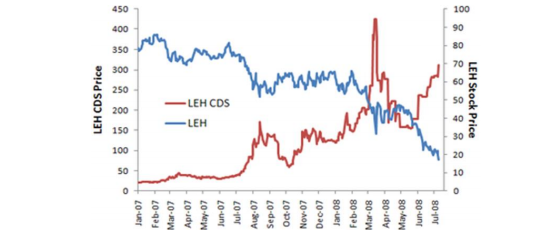 450
400
350
300
250
200
150
100
50
0
LEH CDS Price
LEH CDS
LEH
100
90
80
70
60
50
40
30
20
10
0
LEH Stock Price
Jan-07
Feb-07
Mar-07
Apr-07
May-07
Jun-07
Jul-07
Aug-07
Sep-07
Oct-07
Nov-07
Dec-07
Jan-08
Feb-08
Mar-08
Apr-08
May-08
Jun-08
Jul-08